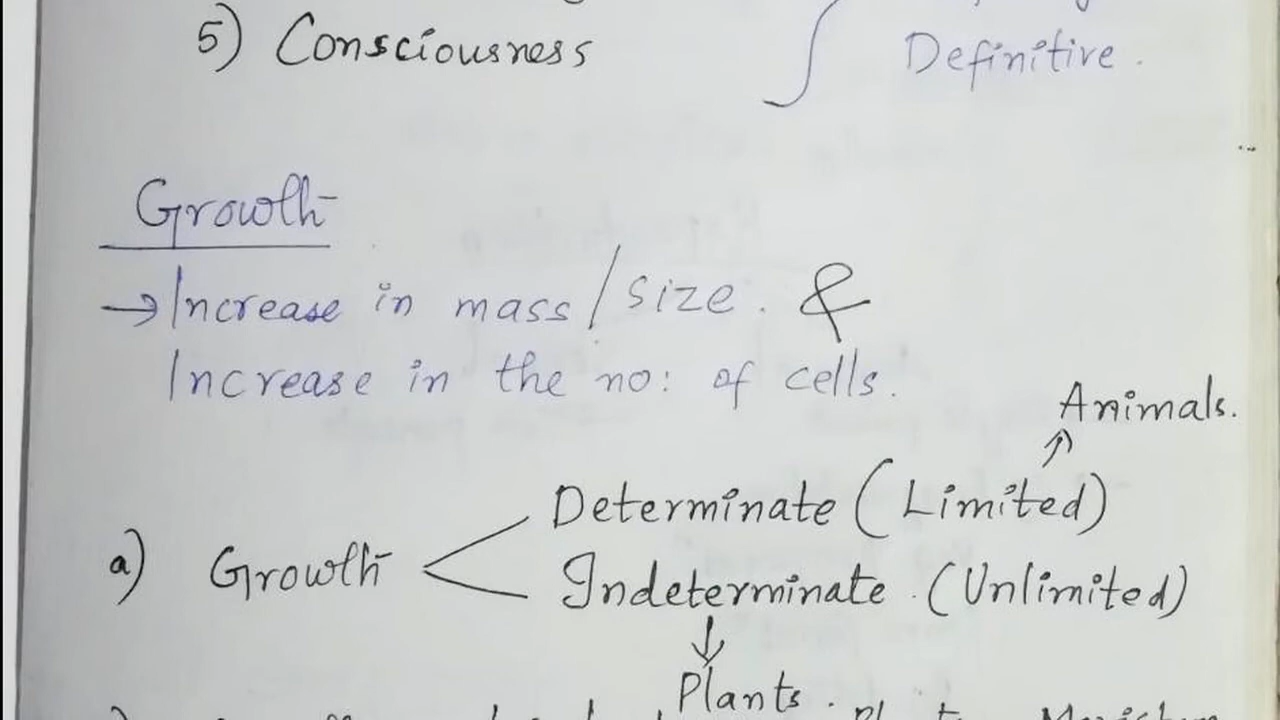 5) Consciousness
Definitive.
Growth
→ Increase in mass/size. &
Increase in the no: of cells.
Animals.
↑
Determinate (Limited)
a) Growth <
Indeterminate. (Unlimited)
↓
Plants.